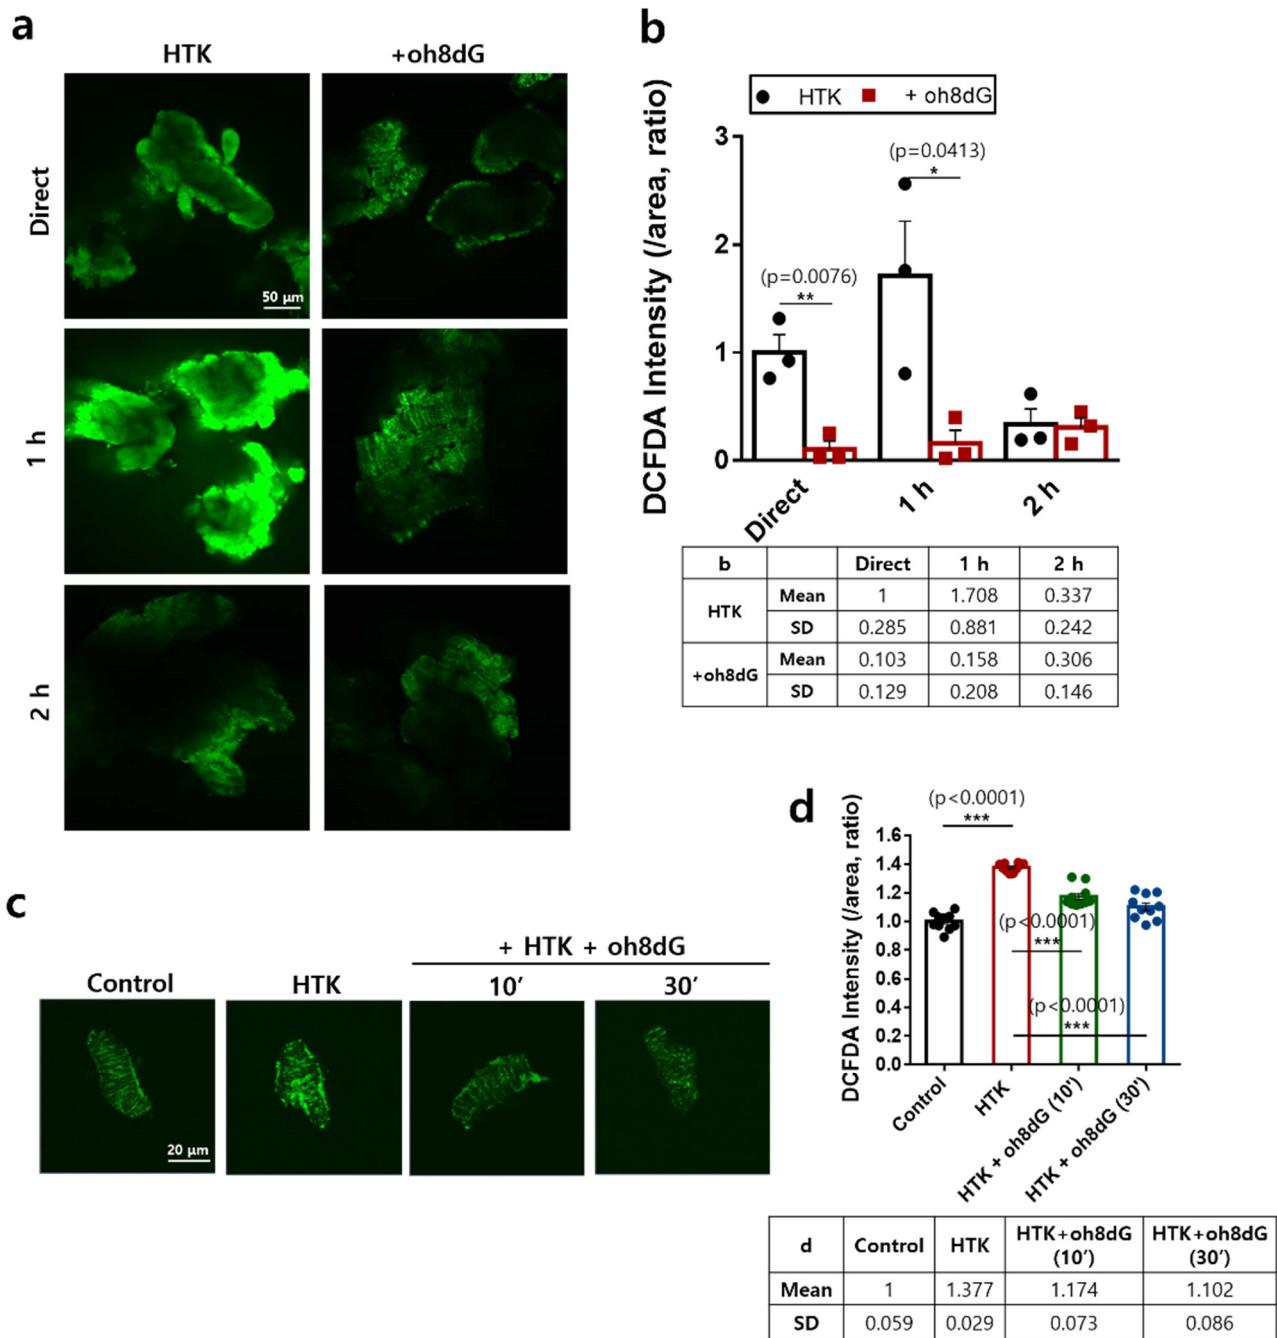 a
HTK
+oh8dG
Direct
50 μm
1 h
2 h
b
HTK + oh8dG
DCFDA Intensity (/area, ratio)
3
2
1
0
(p=0.0076)
**
(p=0.0413)
*
Direct
1 h
2 h
b Direct 1 h 2 h
HTK Mean 1 1.708 0.337
SD 0.285 0.881 0.242
+oh8dG Mean 0.103 0.158 0.306
SD 0.129 0.208 0.146
c
+ HTK + oh8dG
Control HTK 10′ 30′
20 μm
d
DCFDA Intensity (/area, ratio)
1.6
1.4
1.2
1.0
0.8
0.6
0.4
0.2
0.0
(p<0.0001)
***
(p<0.0001)
***
(p<0.0001)
***
Control
HTK
HTK + oh8dG (10′)
HTK + oh8dG (30′)
d Control HTK HTK+oh8dG (10′) HTK+oh8dG (30′)
Mean 1 1.377 1.174 1.102
SD 0.059 0.029 0.073 0.086